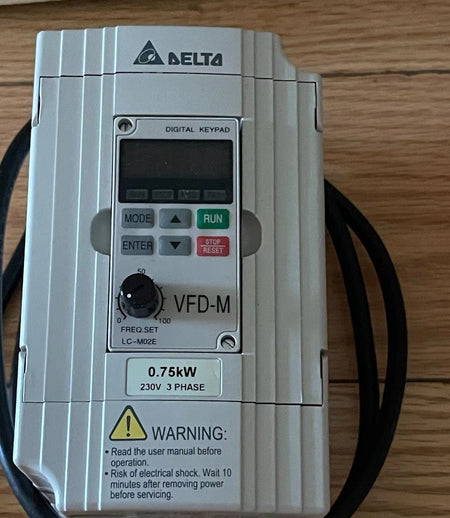 DELTA
DIGITAL KEYPAD
MODE ▲ RUN
ENTER ▼ STOP
RESET
50
0 100
VFD-M
FREQ.SET
LC-M02E
0.75kW
230V 3 PHASE
WARNING:
• Read the user manual before
operation.
• Risk of electrical shock. Wait 10
minutes after removing power
before servicing.